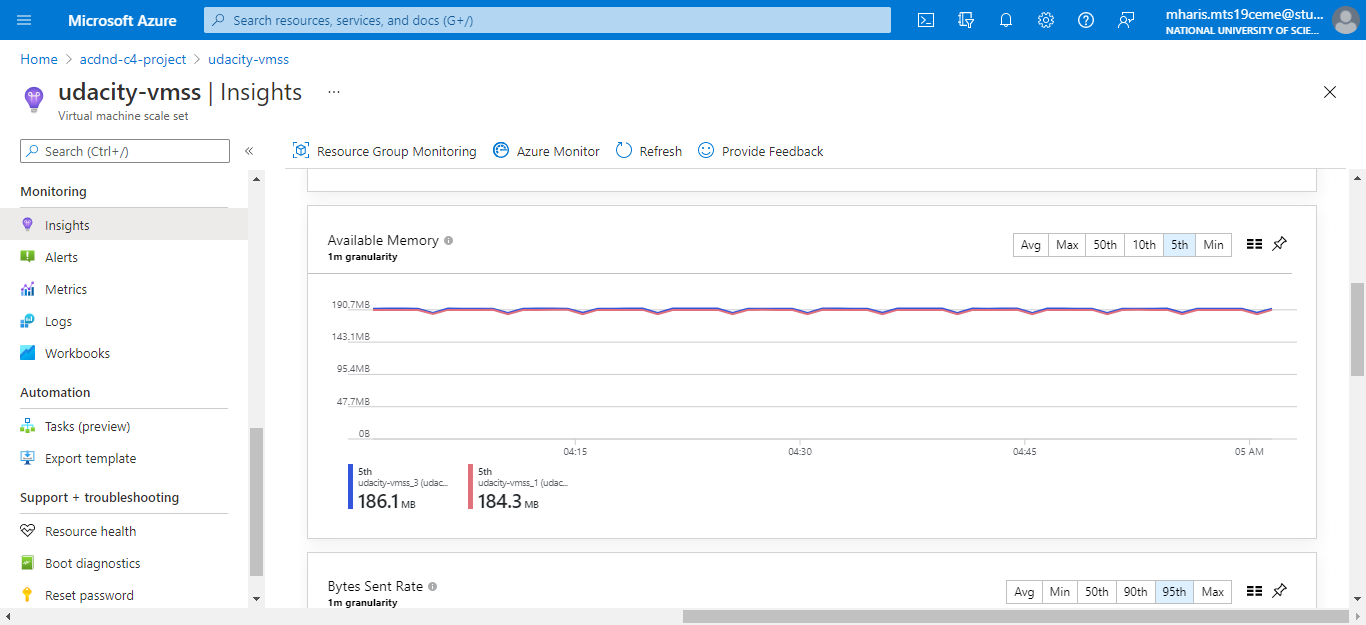 Microsoft Azure
Search resources, services, and docs (G+/)
mharis.mts19ceme@stu...
NATIONAL UNIVERSITY OF SCIE...
Home > acdnd-c4-project > udacity-vmss
udacity-vmss | Insights ...
Virtual machine scale set
Search (Ctrl+/)
«
Monitoring
Insights
Alerts
Metrics
Logs
Workbooks
Automation
Tasks (preview)
Export template
Support + troubleshooting
Resource health
Boot diagnostics
Reset password
Resource Group Monitoring Azure Monitor Refresh Provide Feedback
Available Memory
1m granularity
Avg Max 50th 10th 5th Min
190.7MB
143.1MB
95.4MB
47.7MB
0B
04:15 04:30 04:45 05 AM
5th
udacity-vmss_3 (udac...
186.1 MB
5th
udacity-vmss_1 (udac...
184.3 MB
Bytes Sent Rate
1m granularity
Avg Min 50th 90th 95th Max